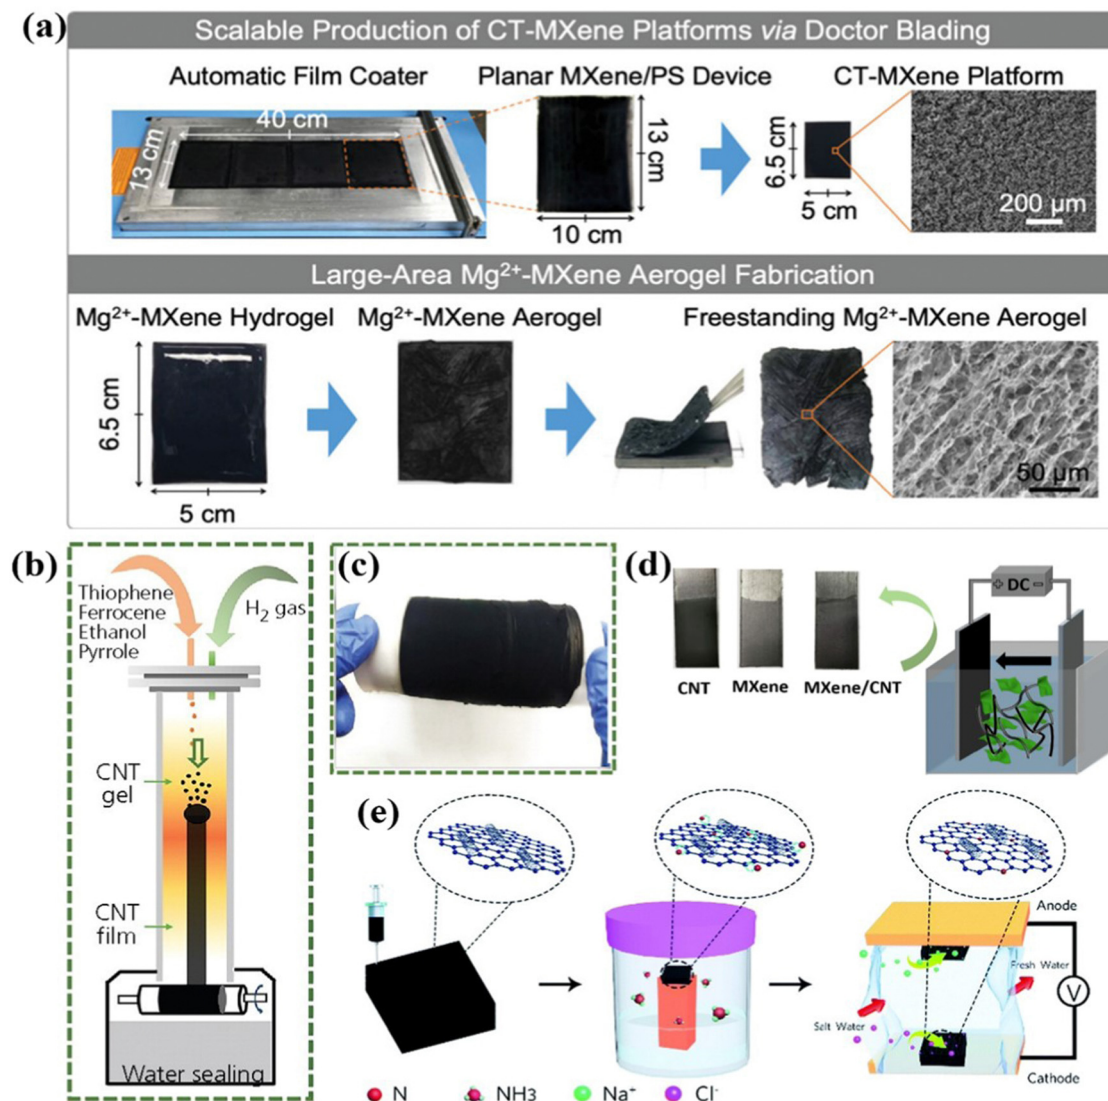 (a)
Scalable Production of CT-MXene Platforms via Doctor Blading
Automatic Film Coater
Planar MXene/PS Device
CT-MXene Platform
40 cm
13 cm
13 cm
10 cm
6.5 cm
5 cm
200 μm
Large-Area Mg²⁺-MXene Aerogel Fabrication
Mg²⁺-MXene Hydrogel
Mg²⁺-MXene Aerogel
Freestanding Mg²⁺-MXene Aerogel
6.5 cm
5 cm
50 μm
(b)
Thiophene
Ferrocene
Ethanol
Pyrrole
H₂ gas
CNT
gel
CNT
film
Water sealing
(c)
(d)
CNT
MXene
MXene/CNT
+ DC −
(e)
Anode
Fresh Water
V
Salt Water
Cathode
N
NH3
Na⁺
Cl⁻